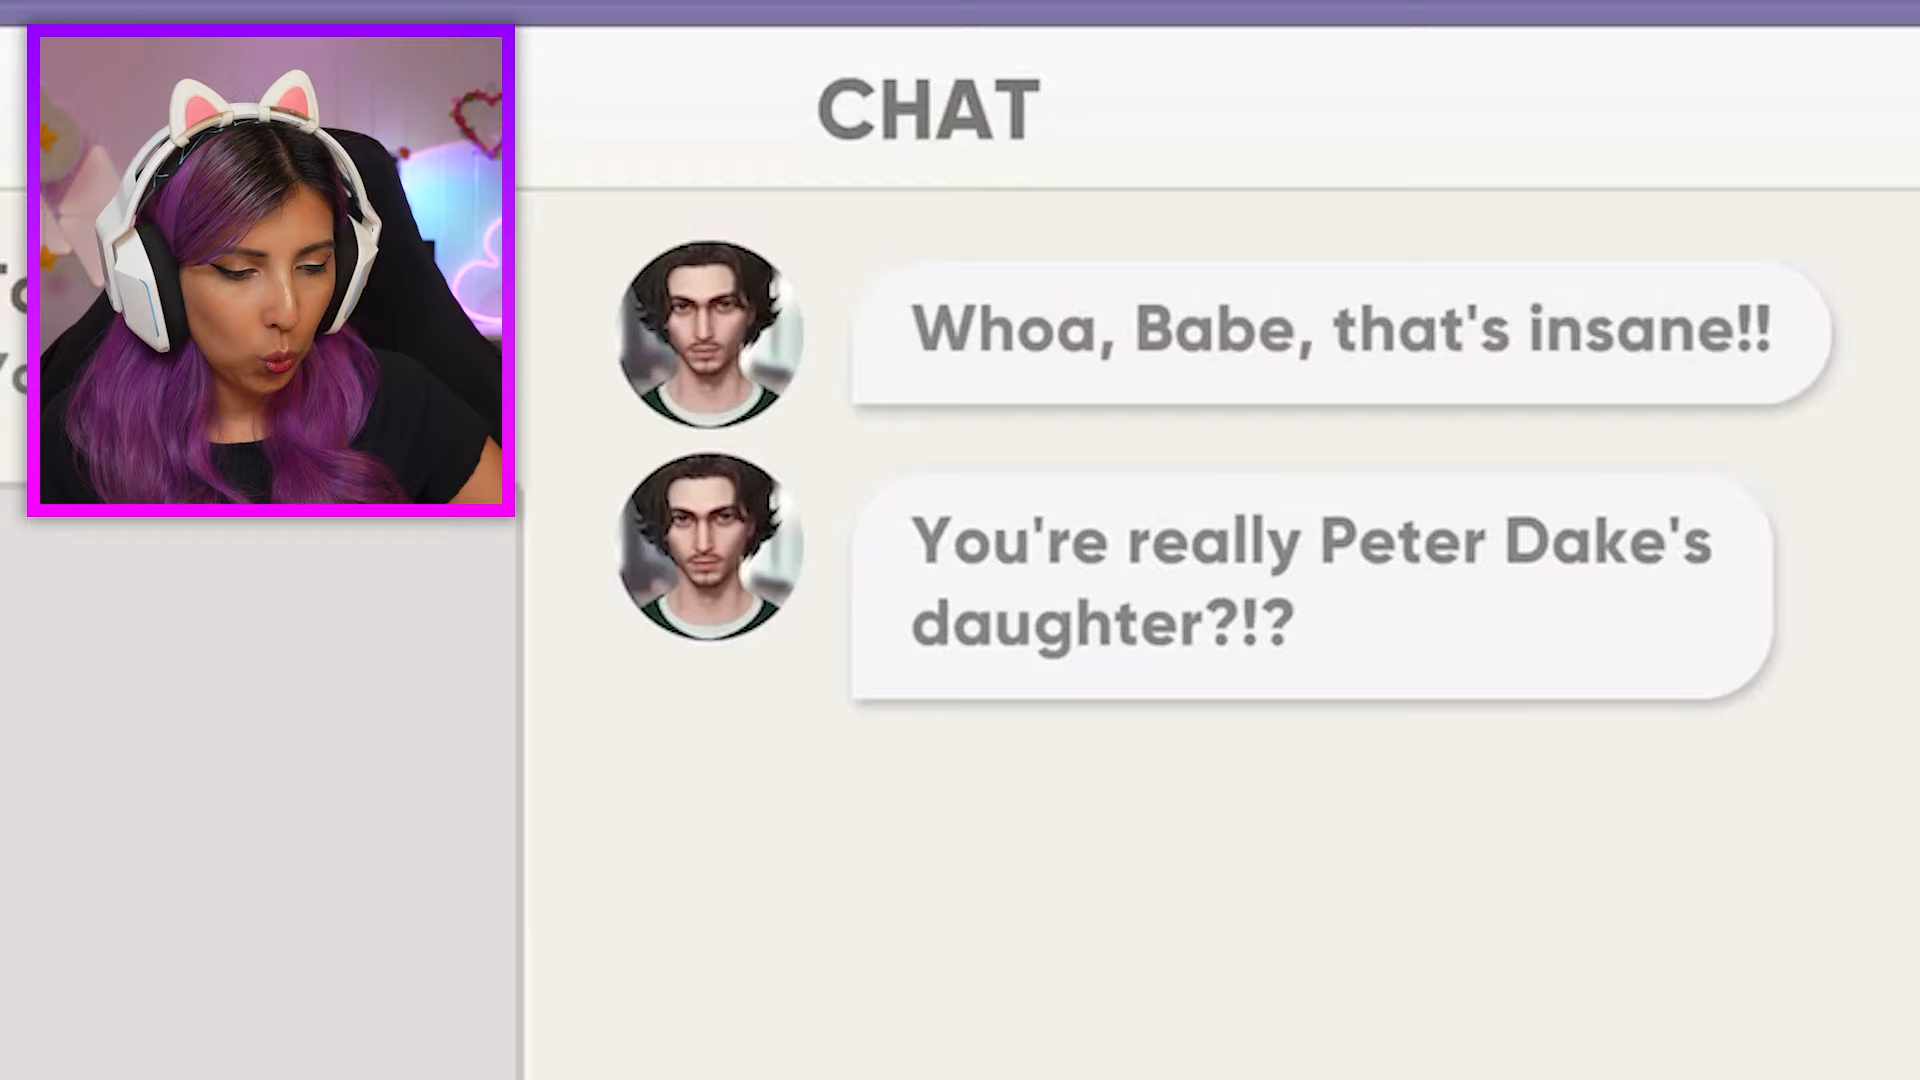 CHAT
Whoa, Babe, that's insane!!
You're really Peter Dake's
daughter?!?